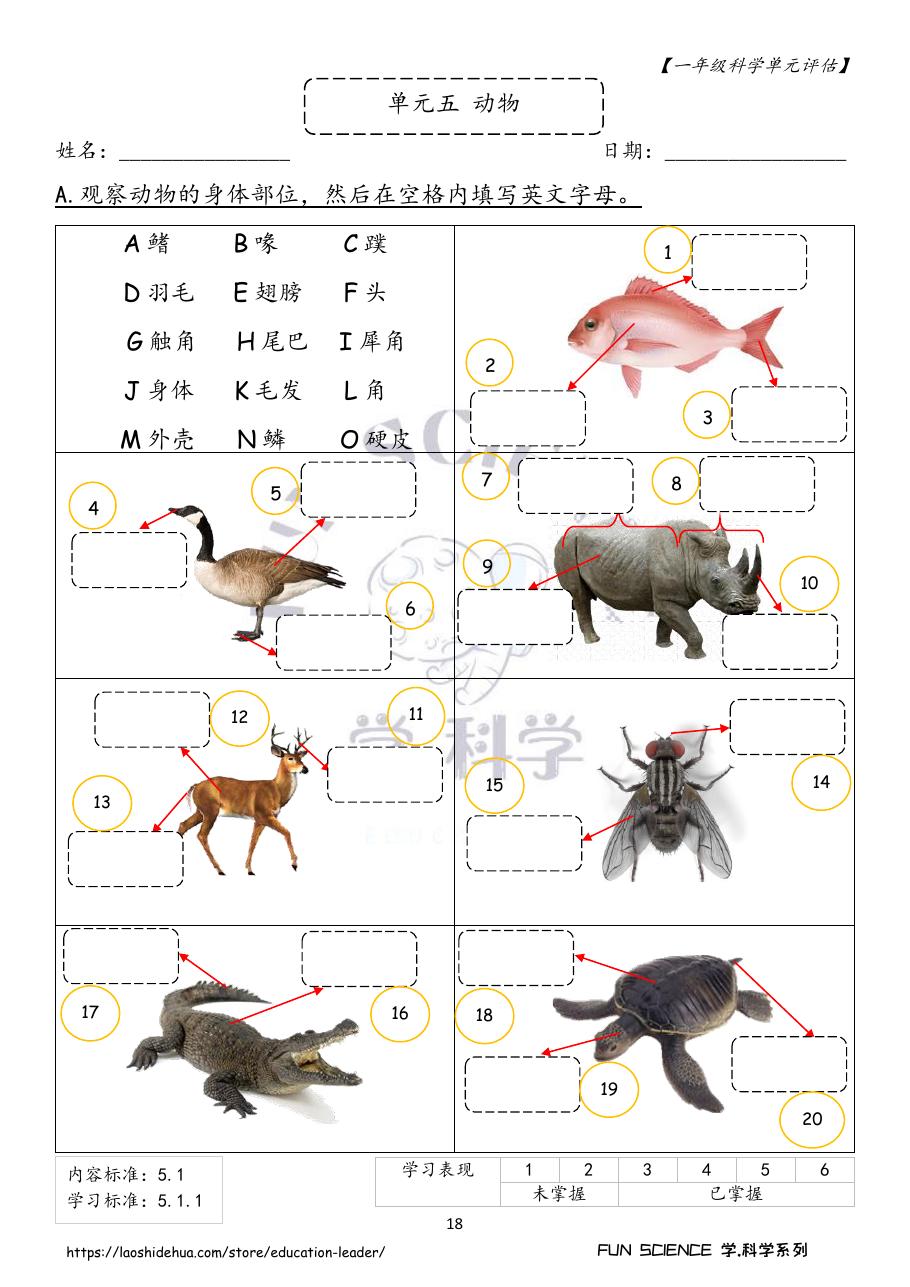 【一年级科学单元评估】
单元五 动物
姓名：________________ 日期：_________________
A.观察动物的身体部位，然后在空格内填写英文字母。
A 鳍 B 喙 C 蹼
D 羽毛 E 翅膀 F 头
G 触角 H 尾巴 I 犀角
J 身体 K 毛发 L 角
M 外壳 N 鳞 O 硬皮
1
2
3
4
5
6
7
8
9
10
11
12
13
14
15
16
17
18
19
20
学.科学
内容标准：5.1
学习标准：5.1.1
学习表现 1 2 3 4 5 6
未掌握 已掌握
18
https://laoshidehua.com/store/education-leader/ FUN SCIENCE 学.科学系列